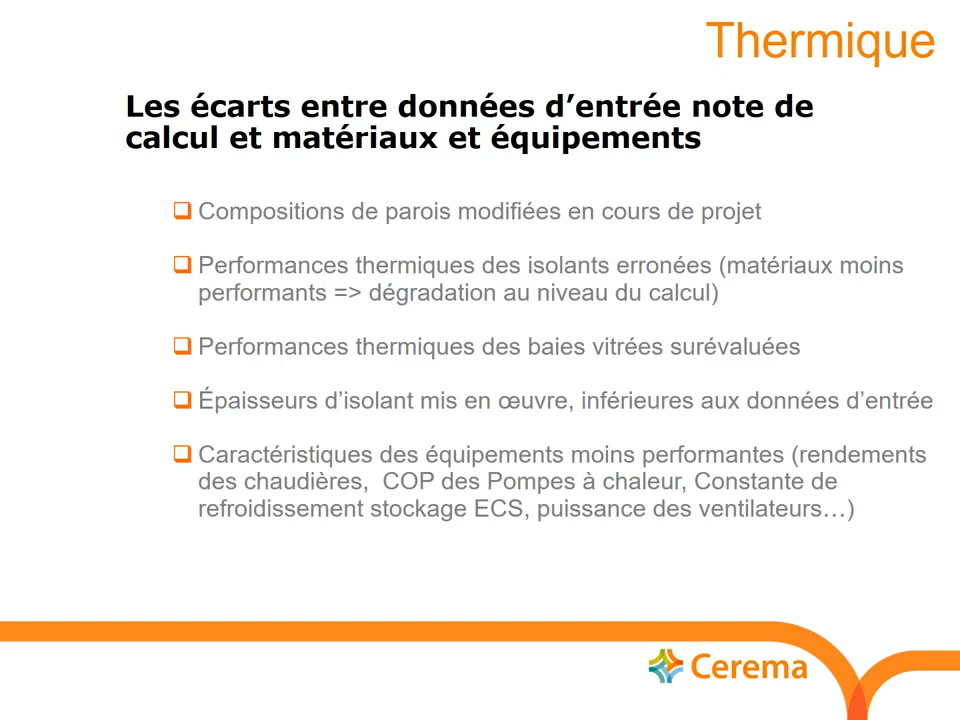 Thermique
Les écarts entre données d’entrée note de
calcul et matériaux et équipements
❑ Compositions de parois modifiées en cours de projet
❑ Performances thermiques des isolants erronées (matériaux moins
performants => dégradation au niveau du calcul)
❑ Performances thermiques des baies vitrées surévaluées
❑ Épaisseurs d’isolant mis en œuvre, inférieures aux données d’entrée
❑ Caractéristiques des équipements moins performantes (rendements
des chaudières,  COP des Pompes à chaleur, Constante de
refroidissement stockage ECS, puissance des ventilateurs…)
Cerema